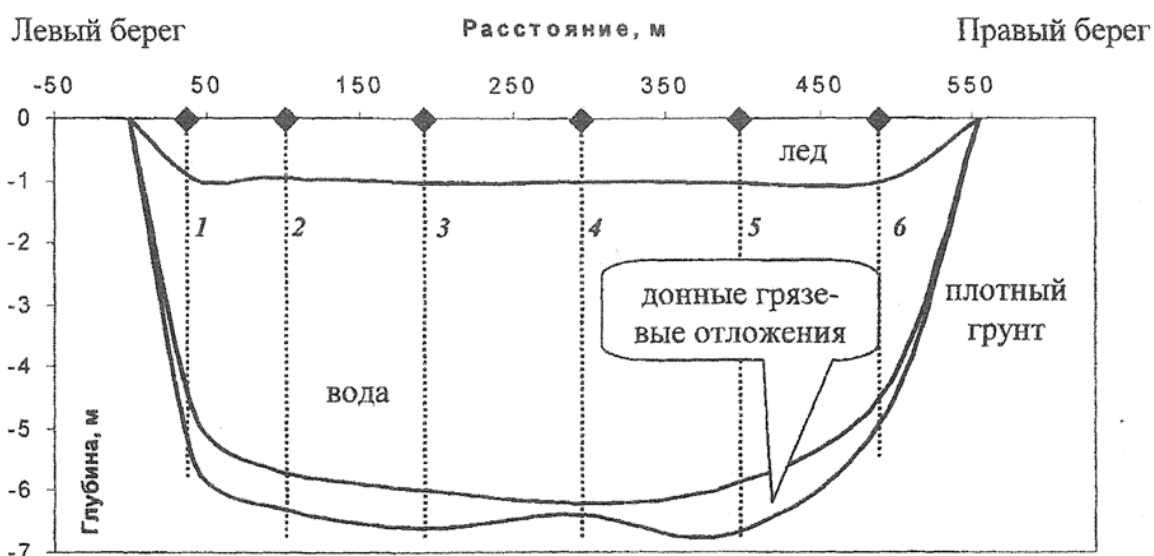 Левый берег
Расстояние, м
Правый берег
-50 50 150 250 350 450 550
0
-1
-2
-3
-4
-5
-6
-7
Глубина, м
лед
1 2 3 4 5 6
донные грязе-
вые отложения
плотный
грунт
вода